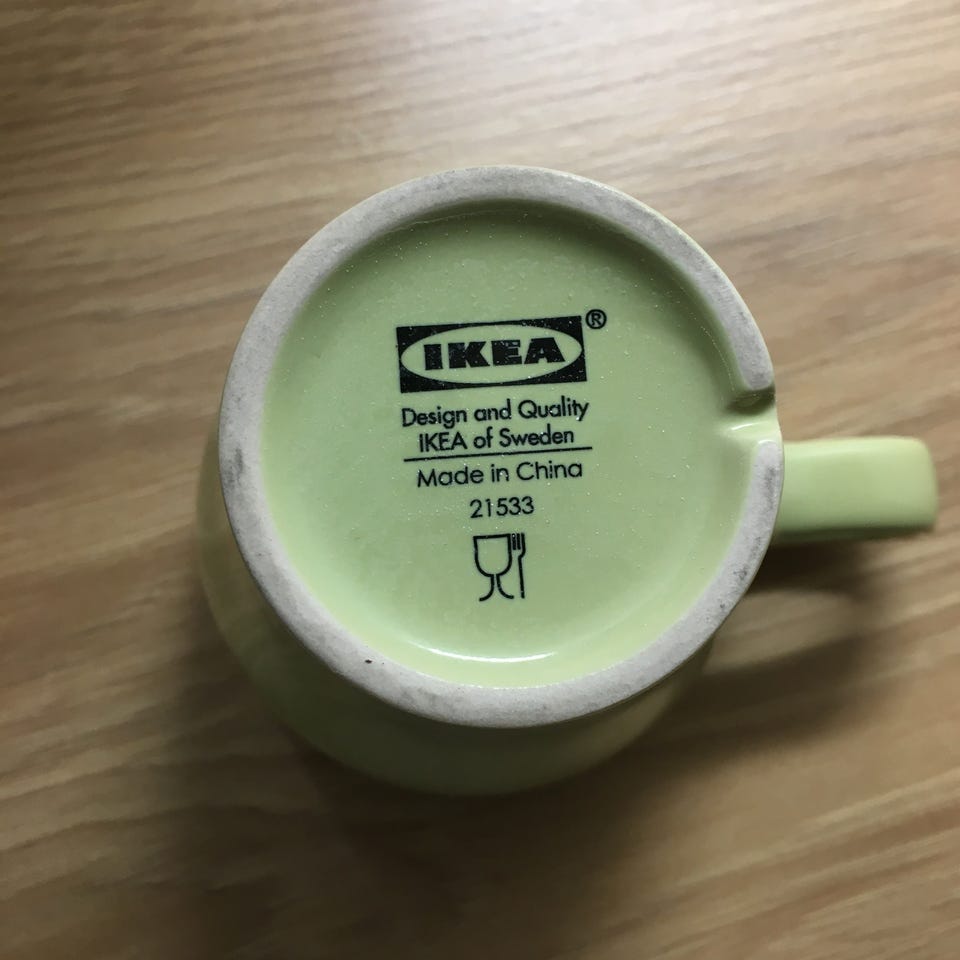 IKEA®
Design and Quality
IKEA of Sweden
Made in China
21533